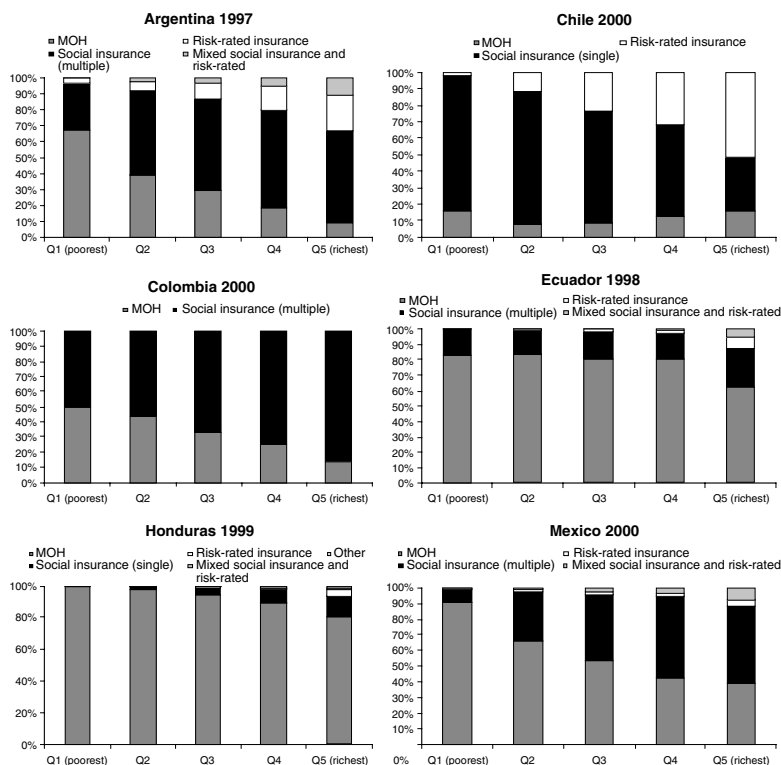 Argentina 1997
MOH Risk-rated insurance
Social insurance Mixed social insurance and
(multiple) risk-rated
100%
90%
80%
70%
60%
50%
40%
30%
20%
10%
0%
Q1 (poorest) Q2 Q3 Q4 Q5 (richest)
Chile 2000
MOH Risk-rated insurance
Social insurance (single)
100%
90%
80%
70%
60%
50%
40%
30%
20%
10%
0%
Q1 (poorest) Q2 Q3 Q4 Q5 (richest)
Colombia 2000
MOH Social insurance (multiple)
100%
90%
80%
70%
60%
50%
40%
30%
20%
10%
0%
Q1 (poorest) Q2 Q3 Q4 Q5 (richest)
Ecuador 1998
MOH Risk-rated insurance
Social insurance (multiple) Mixed social insurance and risk-rated
100%
90%
80%
70%
60%
50%
40%
30%
20%
10%
0%
Q1 (poorest) Q2 Q3 Q4 Q5 (richest)
Honduras 1999
MOH Risk-rated insurance Other
Social insurance (single) Mixed social insurance and
risk-rated
100%
80%
60%
40%
20%
0%
Q1 (poorest) Q2 Q3 Q4 Q5 (richest)
Mexico 2000
MOH Risk-rated insurance
Social insurance (multiple) Mixed social insurance and risk-rated
100%
90%
80%
70%
60%
50%
40%
30%
20%
10%
0%
Q1 (poorest) Q2 Q3 Q4 Q5 (richest)